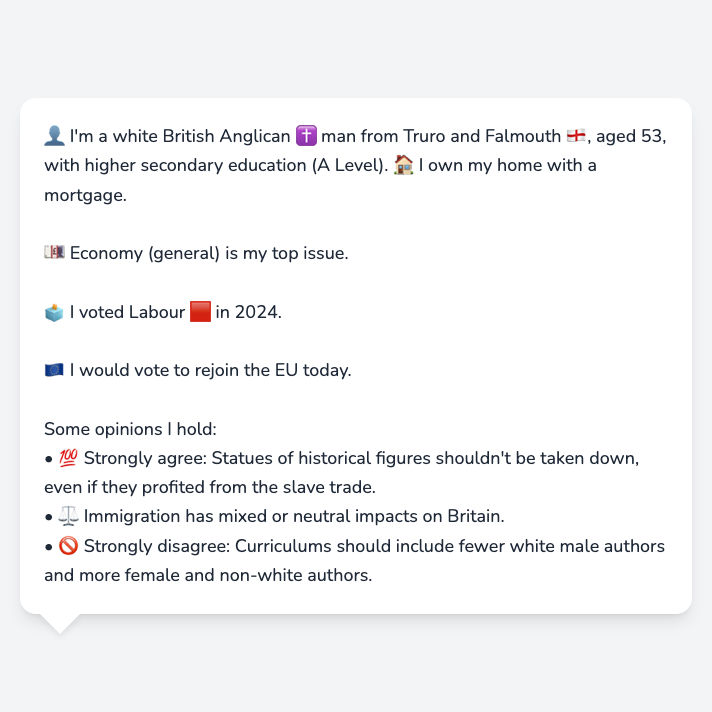 👤 I'm a white British Anglican ✝️ man from Truro and Falmouth 🏴󠁧󠁢󠁥󠁮󠁧󠁿, aged 53,
with higher secondary education (A Level). 🏠 I own my home with a
mortgage.
💷 Economy (general) is my top issue.
🗳️ I voted Labour 🟥 in 2024.
🇪🇺 I would vote to rejoin the EU today.
Some opinions I hold:
• 💯 Strongly agree: Statues of historical figures shouldn't be taken down,
even if they profited from the slave trade.
• ⚖️ Immigration has mixed or neutral impacts on Britain.
• 🚫 Strongly disagree: Curriculums should include fewer white male authors
and more female and non-white authors.